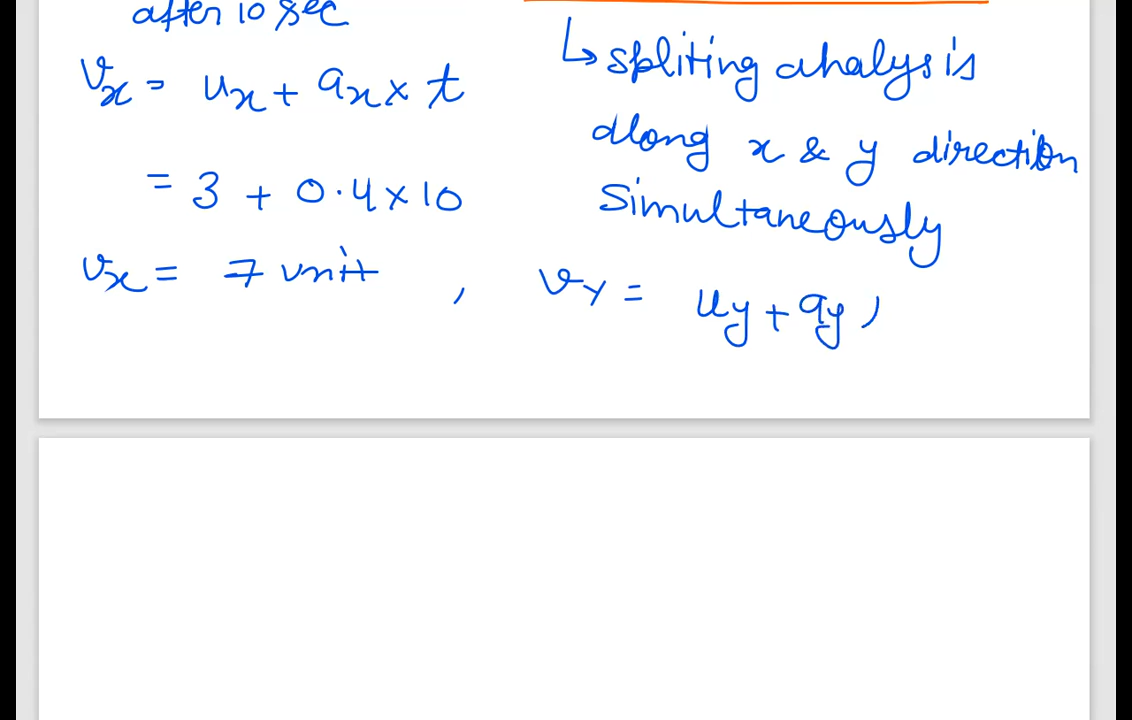 after 10 sec
vx = ux + ax × t
= 3 + 0.4 × 10
vx = 7 unit ,
↳ spliting analysis is
along x & y direction
simultaneously
vy = uy + ay )